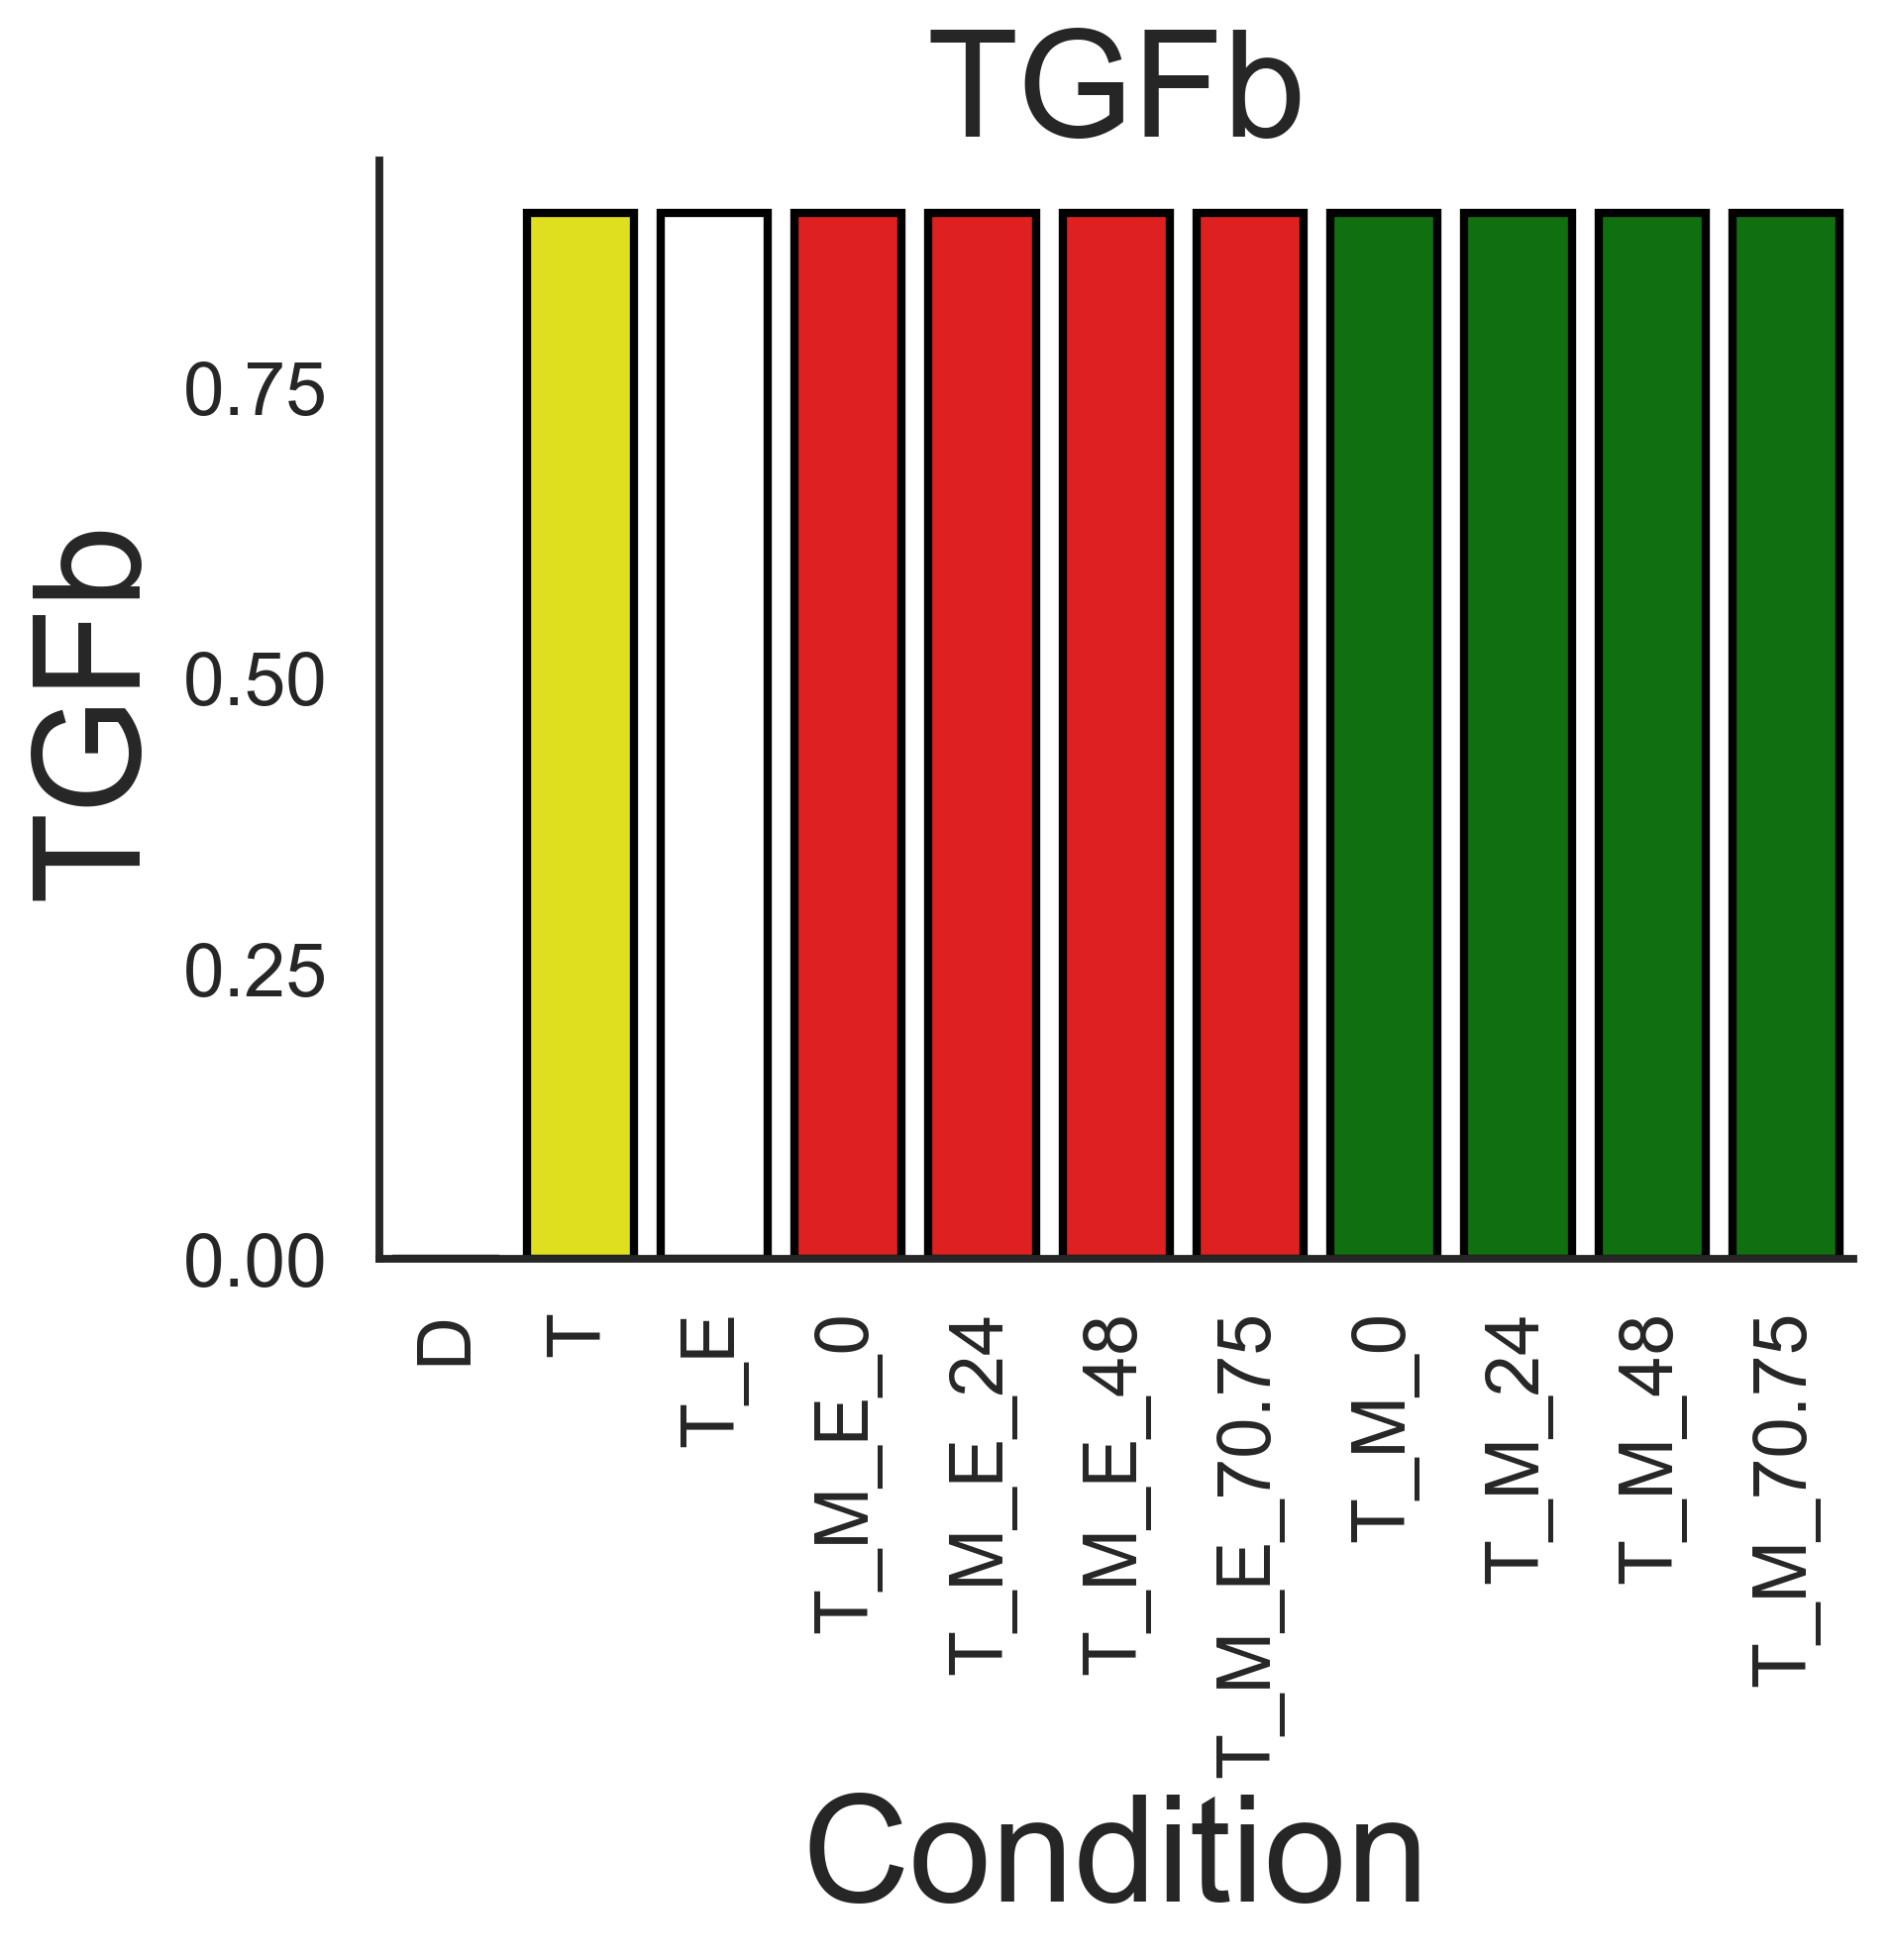 TGFb
TGFb
0.75
0.50
0.25
0.00
D
T
T_E
T_M_E_0
T_M_E_24
T_M_E_48
T_M_E_70.75
T_M_0
T_M_24
T_M_48
T_M_70.75
Condition